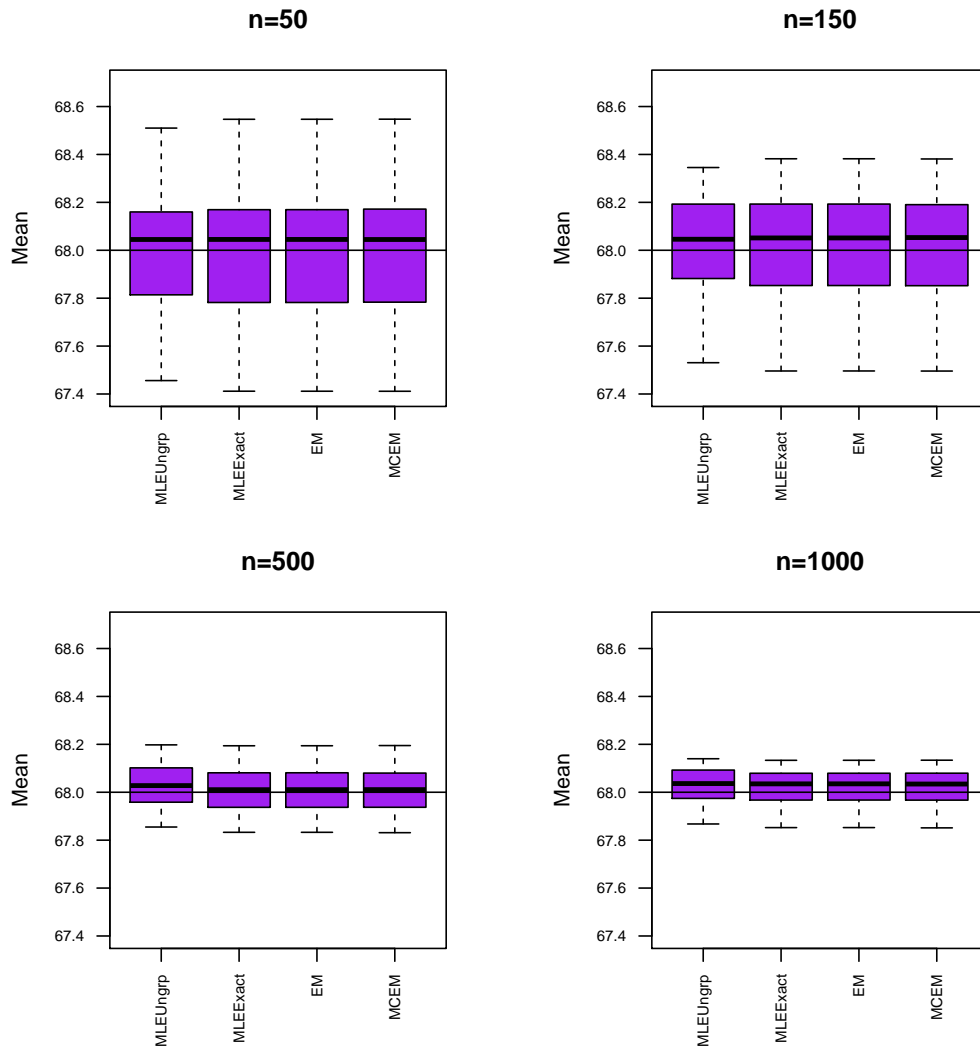 n=50
Mean
68.6
68.4
68.2
68.0
67.8
67.6
67.4
MLEUngrp
MLEExact
EM
MCEM
n=150
Mean
68.6
68.4
68.2
68.0
67.8
67.6
67.4
MLEUngrp
MLEExact
EM
MCEM
n=500
Mean
68.6
68.4
68.2
68.0
67.8
67.6
67.4
MLEUngrp
MLEExact
EM
MCEM
n=1000
Mean
68.6
68.4
68.2
68.0
67.8
67.6
67.4
MLEUngrp
MLEExact
EM
MCEM